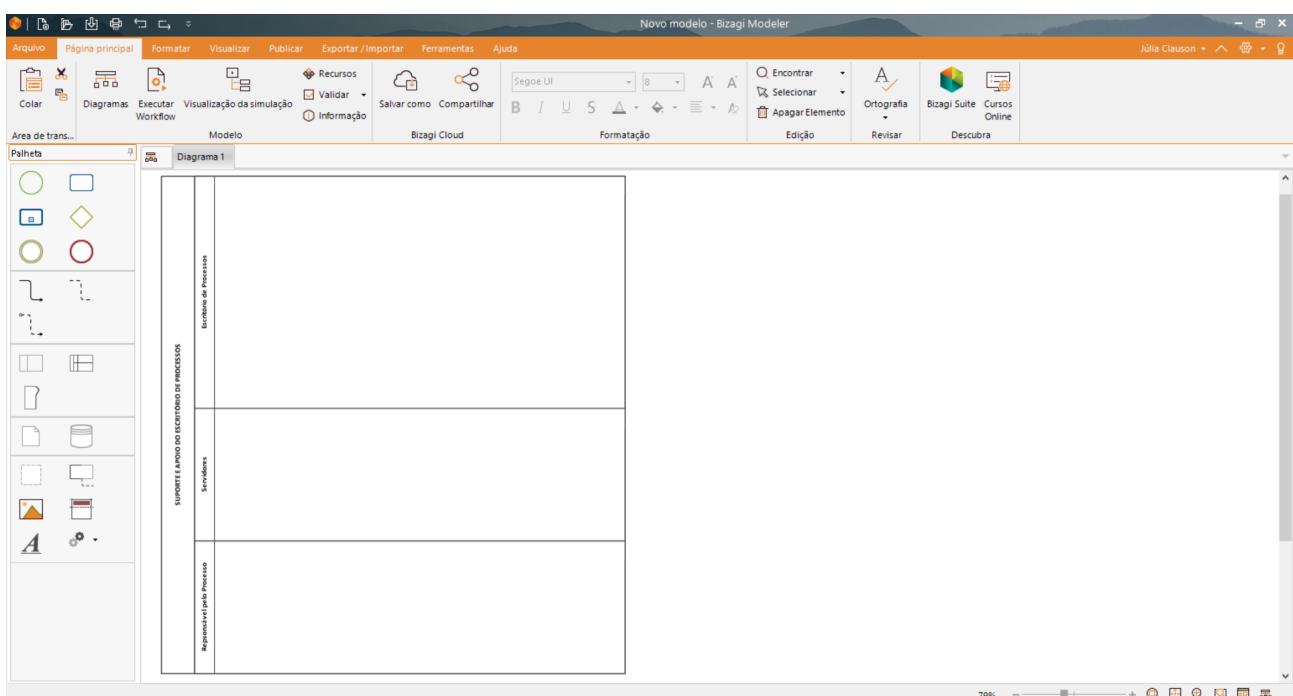 Novo modelo - Bizagi Modeler
Arquivo Página principal Formatar Visualizar Publicar Exportar / Importar Ferramentas Ajuda Júlia Clauson
Colar Diagramas Executar Workflow Visualização da simulação Recursos Validar Informação Salvar como Compartilhar Segoe UI 8 Encontrar Selecionar Apagar Elemento Ortografia Bizagi Suite Cursos Online
B I U S A A A A
Area de trans... Modelo Bizagi Cloud Formatação Edição Revisar Descubra
Palheta
Diagrama 1
SUPORTE E APOIO DO ESCRITÓRIO DE PROCESSOS
Escritório de Processos
Servidores
Repsonsável pelo Processo
A
79%